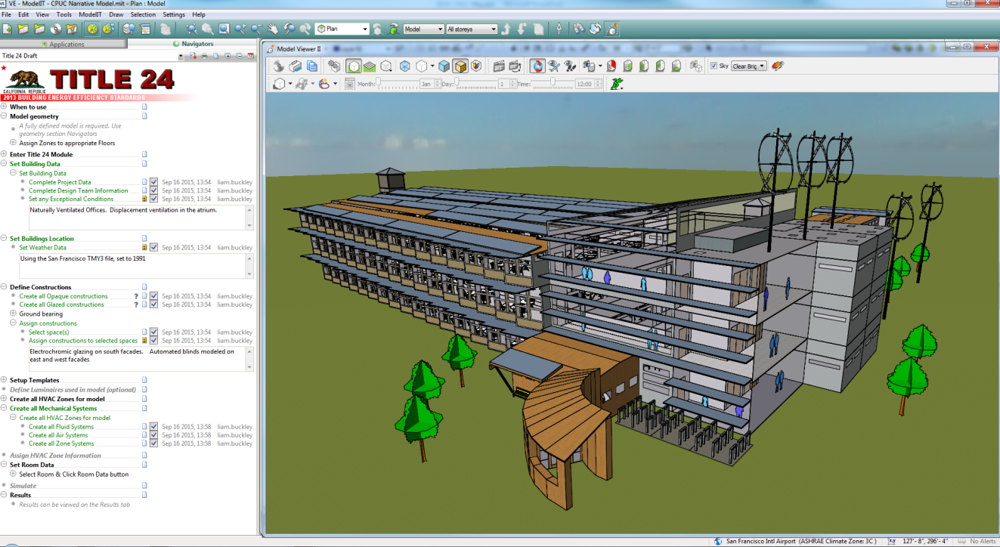 VE - ModelIT - CPUC Narrative Model.mit - Plan : Model
File Edit View Tools ModelIT Draw Selection Settings Help
Plan Model All storeys
Applications Navigators
Title 24 Draft
CALIFORNIA REPUBLIC
TITLE 24
2013 BUILDING ENERGY EFFICIENCY STANDARDS
When to use
Model geometry
A fully defined model is required. Use
geometry section Navigators
Assign Zones to appropriate Floors
Enter Title 24 Module
Set Building Data
Set Building Data
Complete Project Data Sep 16 2015, 13:54 liam.buckley
Complete Design Team Information Sep 16 2015, 13:54 liam.buckley
Set any Exceptional Conditions Sep 16 2015, 13:54 liam.buckley
Naturally Ventilated Offices. Displacement ventilation in the atrium.
Set Buildings Location
Set Weather Data Sep 16 2015, 13:54 liam.buckley
Using the San Francisco TMY3 file, set to 1991
Define Constructions
Create all Opaque constructions ? Sep 16 2015, 13:54 liam.buckley
Create all Glazed constructions ? Sep 16 2015, 13:54 liam.buckley
Ground bearing
Assign constructions
Select space(s) Sep 16 2015, 13:54 liam.buckley
Assign constructions to selected spaces Sep 16 2015, 13:54 liam.buckley
Electrochromic glazing on south facades. Automated blinds modeled on
east and west facades
Setup Templates
Define Luminaires used in model (optional)
Create all HVAC Zones for model
Create all Mechanical Systems
Create all HVAC Zones for model
Create all Fluid Systems Sep 16 2015, 13:58 liam.buckley
Create all Air Systems Sep 16 2015, 13:58 liam.buckley
Create all Zone Systems Sep 16 2015, 13:58 liam.buckley
Assign HVAC Zone Information
Set Room Data
Select Room & Click Room Data button
Simulate
Results
Results can be viewed on the Results tab
Model Viewer II
Sky Clear Brig
Month: Jan Day: 1 Time: 12:00
San Francisco Intl Airport (ASHRAE Climate Zone: 3C ) 127'- 8", 296'- 4" No Alerts